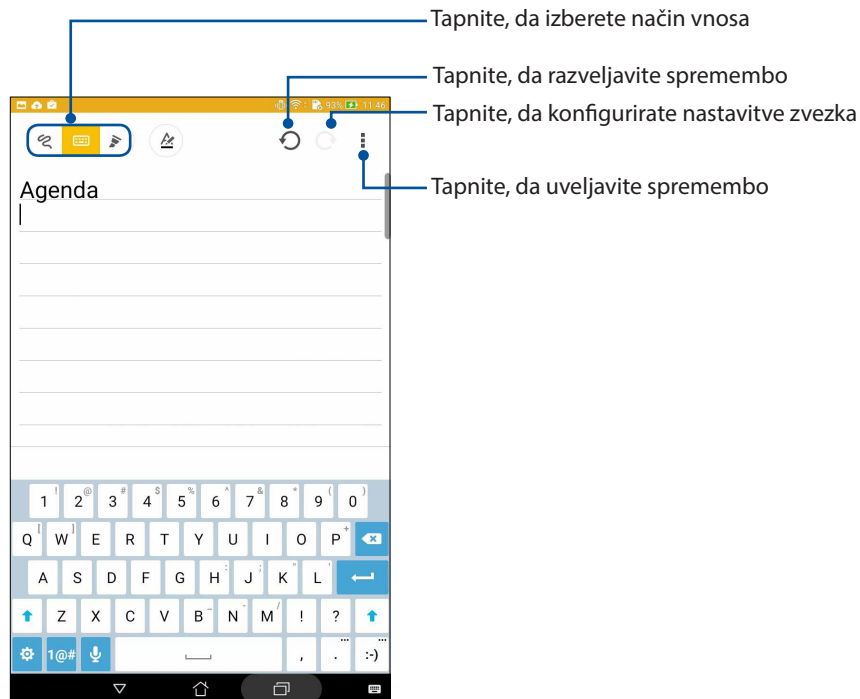 Tapnite, da izberete način vnosa
Tapnite, da razveljavite spremembo
Tapnite, da konfigurirate nastavitve zvezka
Tapnite, da uveljavite spremembo
93% 11:46
Agenda
1 ! 2 @ 3 # 4 $ 5 % 6 ^ 7 & 8 * 9 ( 0 )
Q [ W ] E R T Y U I O P +
A S D F G H : J ; K " L '
Z X C V B - N - M / ! ?
1@# , . ... :-) ...